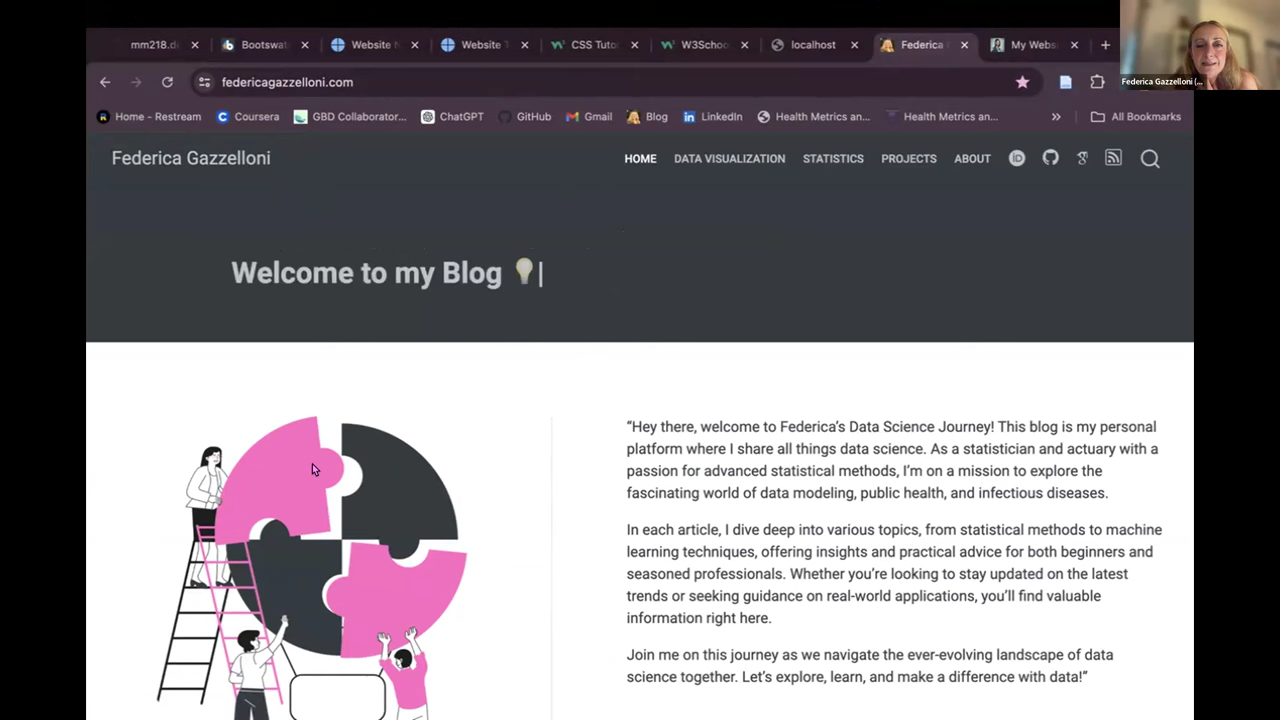 mm218.d
Bootswat
Website N
Website T
CSS Tuto
W3Schoo
localhost
Federica
My Webs
federicagazzelloni.com
Federica Gazzelloni (...
Home - Restream
Coursera
GBD Collaborator...
ChatGPT
GitHub
Gmail
Blog
LinkedIn
Health Metrics an...
Health Metrics an...
All Bookmarks
Federica Gazzelloni
HOME
DATA VISUALIZATION
STATISTICS
PROJECTS
ABOUT
Welcome to my Blog 💡|
“Hey there, welcome to Federica’s Data Science Journey! This blog is my personal
platform where I share all things data science. As a statistician and actuary with a
passion for advanced statistical methods, I’m on a mission to explore the
fascinating world of data modeling, public health, and infectious diseases.
In each article, I dive deep into various topics, from statistical methods to machine
learning techniques, offering insights and practical advice for both beginners and
seasoned professionals. Whether you’re looking to stay updated on the latest
trends or seeking guidance on real-world applications, you’ll find valuable
information right here.
Join me on this journey as we navigate the ever-evolving landscape of data
science together. Let’s explore, learn, and make a difference with data!”